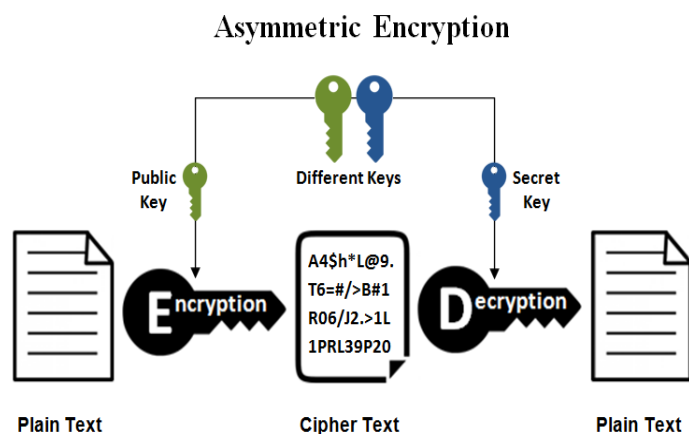 Asymmetric Encryption
Public
Key
Different Keys
Secret
Key
Encryption
A4$h*L@9.
T6=#/>B#1
R06/J2.>1L
1PRL39P20
Decryption
Plain Text
Cipher Text
Plain Text